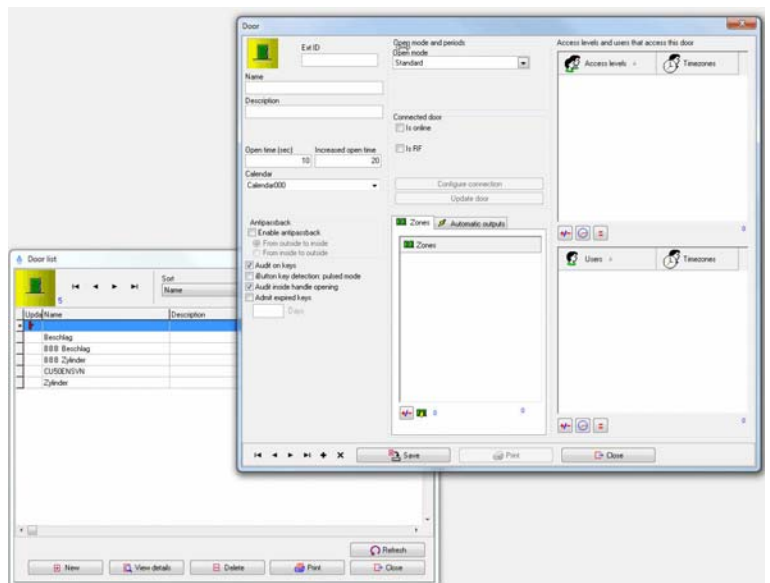 Door
Ext ID
Name
Description
Open time (sec)
Increased open time
10
20
Calendar
Calendar000
Antipassback
Enable antipassback
From outside to inside
From inside to outside
Audit on keys
iButton key detection: pulsed mode
Audit inside handle opening
Admit expired keys
Days
Open mode and periods
Open mode
Standard
Connected door
Is online
Is RF
Configure connection
Update door
Zones
Automatic outputs
Zones
0
0
Access levels and users that access this door
Access levels
Timezones
0
Users
Timezones
0
Save
Print
Close
Door list
5
Sort
Name
Upda
Name
Description
Beschlag
BBB Beschlag
BBB Zylinder
CU50ENSVN
Zylinder
Refresh
New
View details
Delete
Print
Close